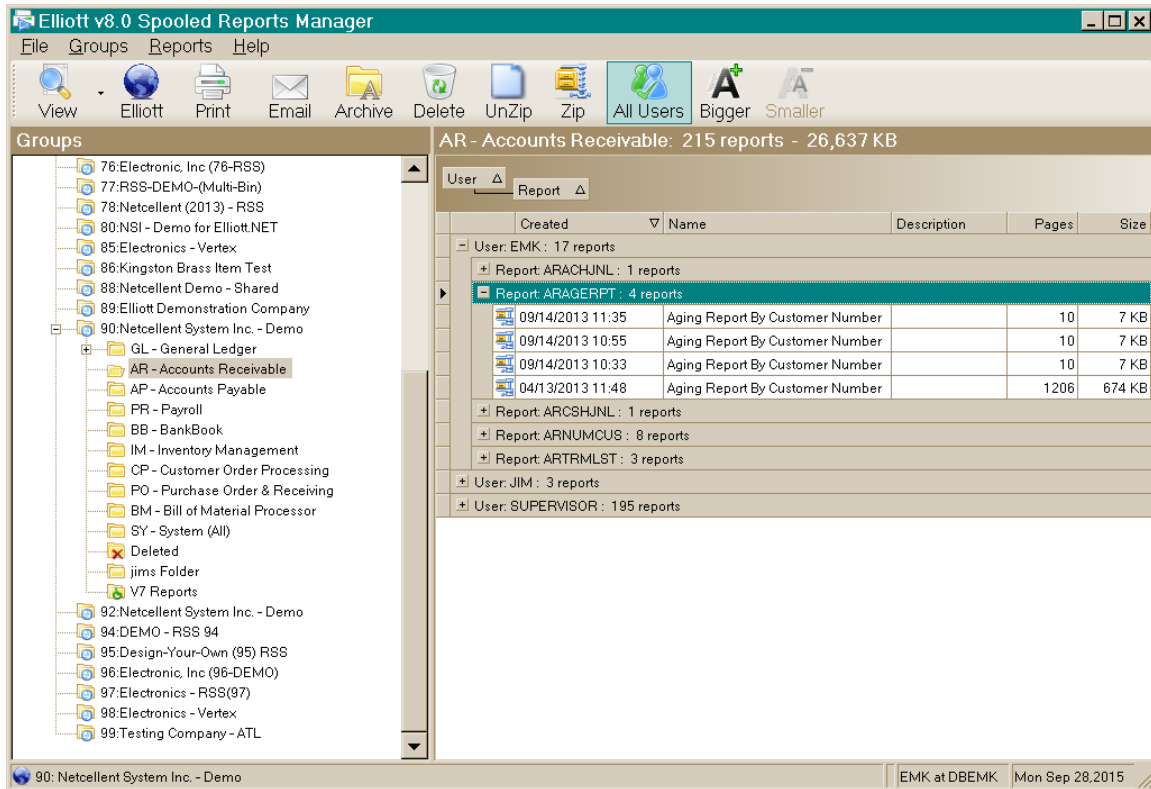 Elliott v8.0 Spooled Reports Manager
File Groups Reports Help
View Elliott Print Email Archive Delete UnZip Zip All Users Bigger Smaller
Groups
76:Electronic, Inc (76-RSS)
77:RSS-DEMO-(Multi-Bin)
78:Netcellent (2013) - RSS
80:NSI - Demo for Elliott.NET
85:Electronics - Vertex
86:Kingston Brass Item Test
88:Netcellent Demo - Shared
89:Elliott Demonstration Company
90:Netcellent System Inc. - Demo
GL - General Ledger
AR - Accounts Receivable
AP - Accounts Payable
PR - Payroll
BB - BankBook
IM - Inventory Management
CP - Customer Order Processing
PO - Purchase Order & Receiving
BM - Bill of Material Processor
SY - System (All)
Deleted
jims Folder
V7 Reports
92:Netcellent System Inc. - Demo
94:DEMO - RSS 94
95:Design-Your-Own (95) RSS
96:Electronic, Inc (96-DEMO)
97:Electronics - RSS(97)
98:Electronics - Vertex
99:Testing Company - ATL
AR - Accounts Receivable: 215 reports - 26,637 KB
User
Report
Created Name Description Pages Size
User: EMK : 17 reports
Report: ARACHJNL : 1 reports
Report: ARAGERPT : 4 reports
09/14/2013 11:35 Aging Report By Customer Number 10 7 KB
09/14/2013 10:55 Aging Report By Customer Number 10 7 KB
09/14/2013 10:33 Aging Report By Customer Number 10 7 KB
04/13/2013 11:48 Aging Report By Customer Number 1206 674 KB
Report: ARCSHJNL : 1 reports
Report: ARNUMCUS : 8 reports
Report: ARTRMLST : 3 reports
User: JIM : 3 reports
User: SUPERVISOR : 195 reports
90: Netcellent System Inc. - Demo
EMK at DBEMK Mon Sep 28,2015